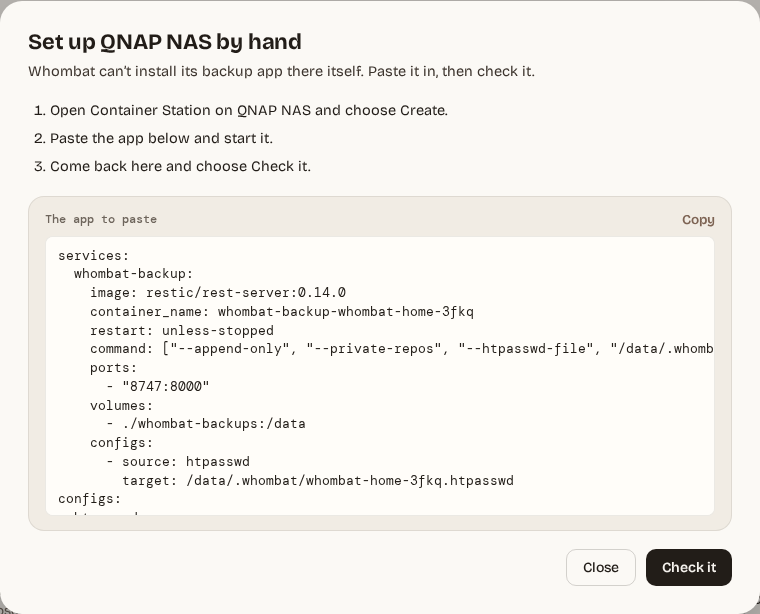 Set up QNAP NAS by hand
Whombat can't install its backup app there itself. Paste it in, then check it.
1. Open Container Station on QNAP NAS and choose Create.
2. Paste the app below and start it.
3. Come back here and choose Check it.
The app to paste
Copy
services:
  whombat-backup:
    image: restic/rest-server:0.14.0
    container_name: whombat-backup-whombat-home-3fkq
    restart: unless-stopped
    command: ["--append-only", "--private-repos", "--htpasswd-file", "/data/.whomb
    ports:
      - "8747:8000"
    volumes:
      - ./whombat-backups:/data
    configs:
      - source: htpasswd
        target: /data/.whombat/whombat-home-3fkq.htpasswd
configs:
Close
Check it